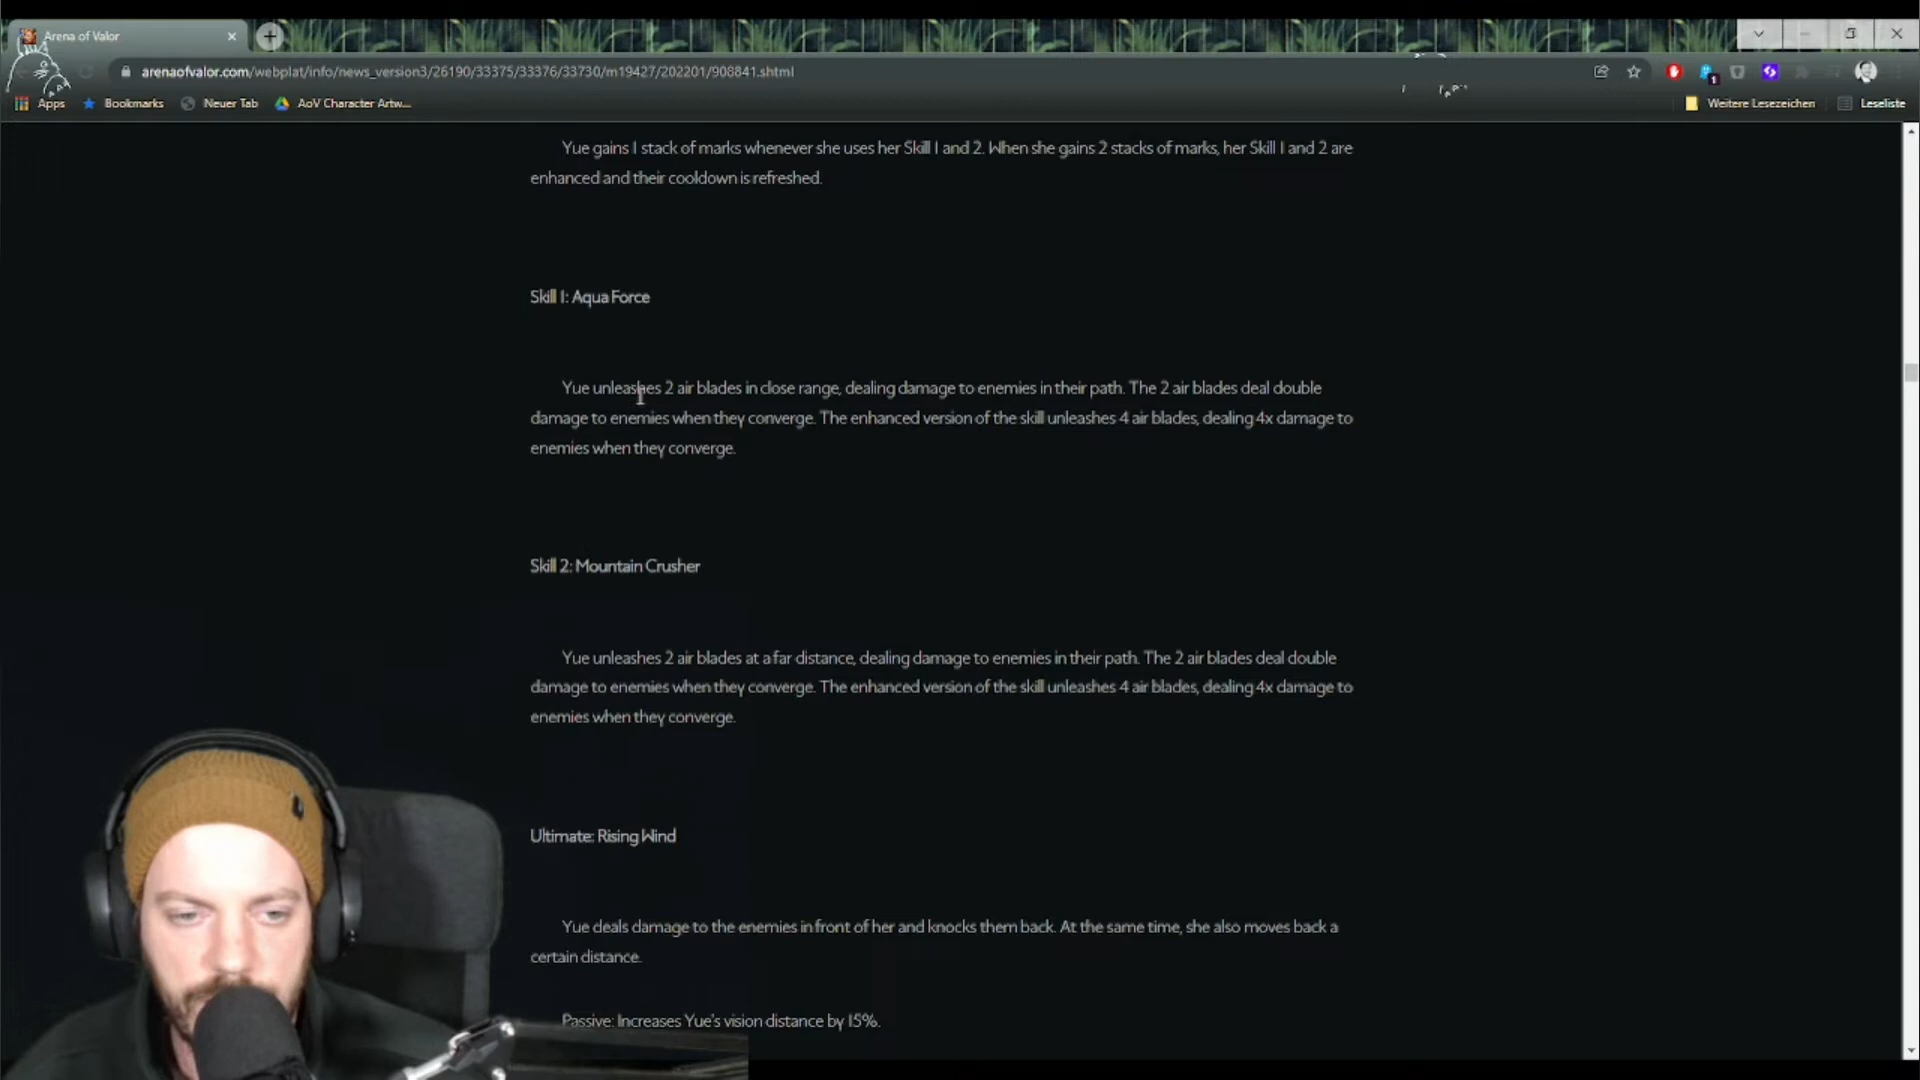 Arena of Valor
arenaofvalor.com/webplat/info/news_version3/26190/33375/33376/33730/m19427/202201/908841.shtml
1
Apps Bookmarks Neuer Tab AoV Character Artw... Weitere Lesezeichen Leseliste
Yue gains 1 stack of marks whenever she uses her Skill 1 and 2. When she gains 2 stacks of marks, her Skill 1 and 2 are
enhanced and their cooldown is refreshed.
Skill 1: Aqua Force
Yue unleashes 2 air blades in close range, dealing damage to enemies in their path. The 2 air blades deal double
damage to enemies when they converge. The enhanced version of the skill unleashes 4 air blades, dealing 4x damage to
enemies when they converge.
Skill 2: Mountain Crusher
Yue unleashes 2 air blades at a far distance, dealing damage to enemies in their path. The 2 air blades deal double
damage to enemies when they converge. The enhanced version of the skill unleashes 4 air blades, dealing 4x damage to
enemies when they converge.
Ultimate: Rising Wind
Yue deals damage to the enemies in front of her and knocks them back. At the same time, she also moves back a
certain distance.
Passive: Increases Yue's vision distance by 15%.